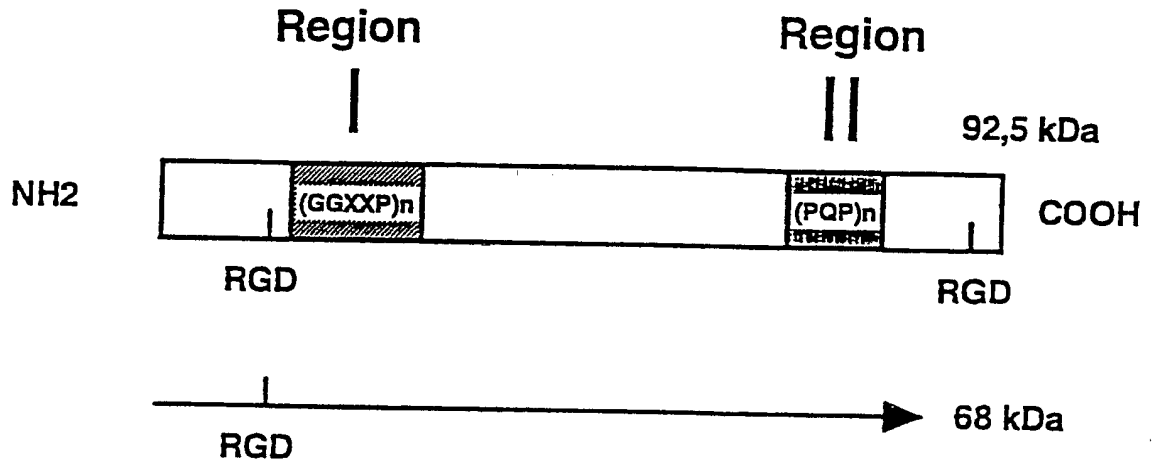 Region
I
Region
II
92,5 kDa
NH2
(GGXXP)n
(PQP)n
COOH
RGD
RGD
68 kDa
RGD